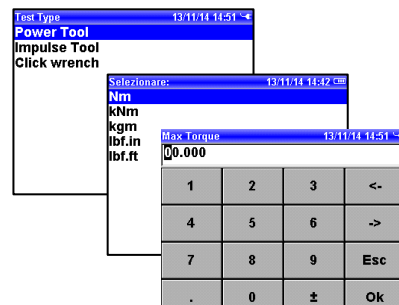 Test Type 13/11/14 14:51
Power Tool
Impulse Tool
Click wrench
Selezionare: 13/11/14 14:42
Nm
kNm
kgm
lbf.in
lbf.ft
Max Torque 13/11/14 14:51
00.000
1 2 3 <-
4 5 6 ->
7 8 9 Esc
. 0 ± Ok